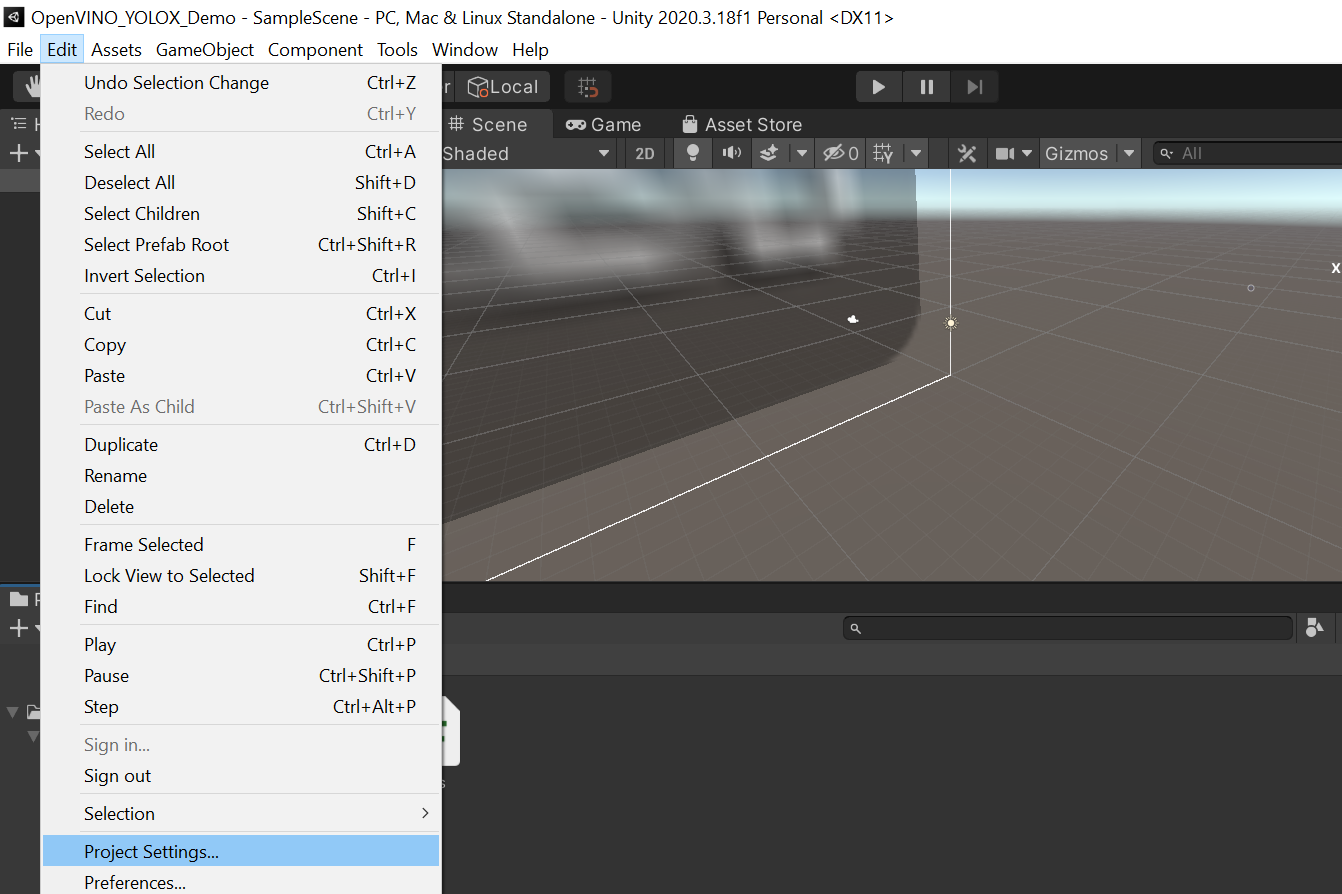 OpenVINO_YOLOX_Demo - SampleScene - PC, Mac & Linux Standalone - Unity 2020.3.18f1 Personal <DX11>
File Edit Assets GameObject Component Tools Window Help
Local
Scene Game Asset Store
Shaded 2D 0 Gizmos All
X
Undo Selection Change Ctrl+Z
Redo Ctrl+Y
Select All Ctrl+A
Deselect All Shift+D
Select Children Shift+C
Select Prefab Root Ctrl+Shift+R
Invert Selection Ctrl+I
Cut Ctrl+X
Copy Ctrl+C
Paste Ctrl+V
Paste As Child Ctrl+Shift+V
Duplicate Ctrl+D
Rename
Delete
Frame Selected F
Lock View to Selected Shift+F
Find Ctrl+F
Play Ctrl+P
Pause Ctrl+Shift+P
Step Ctrl+Alt+P
Sign in...
Sign out
Selection
Project Settings...
Preferences...